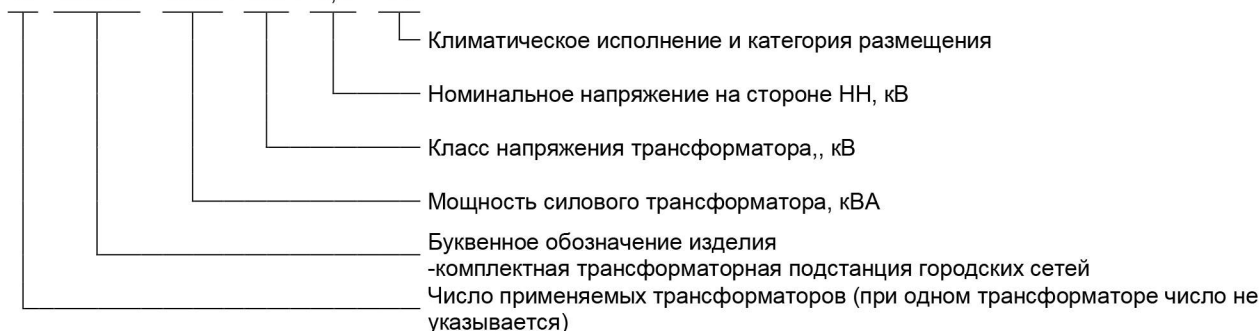 Климатическое исполнение и категория размещения
Номинальное напряжение на стороне НН, кВ
Класс напряжения трансформатора,, кВ
Мощность силового трансформатора, кВА
Буквенное обозначение изделия
-комплектная трансформаторная подстанция городских сетей
Число применяемых трансформаторов (при одном трансформаторе число не
указывается)